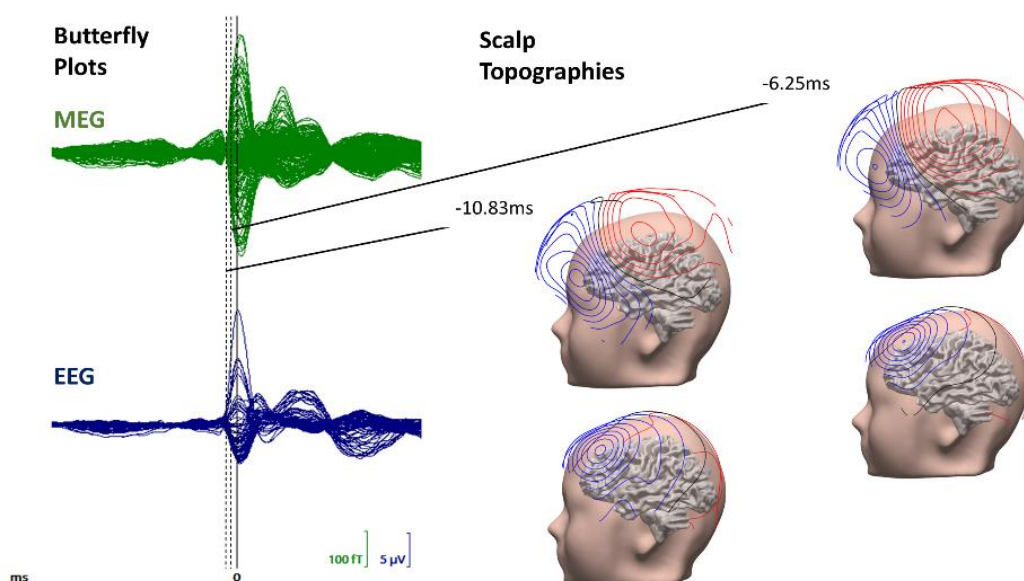 Butterfly
Plots
MEG
Scalp
Topographies
-6.25ms
-10.83ms
EEG
100 fT
5 µV
ms
0